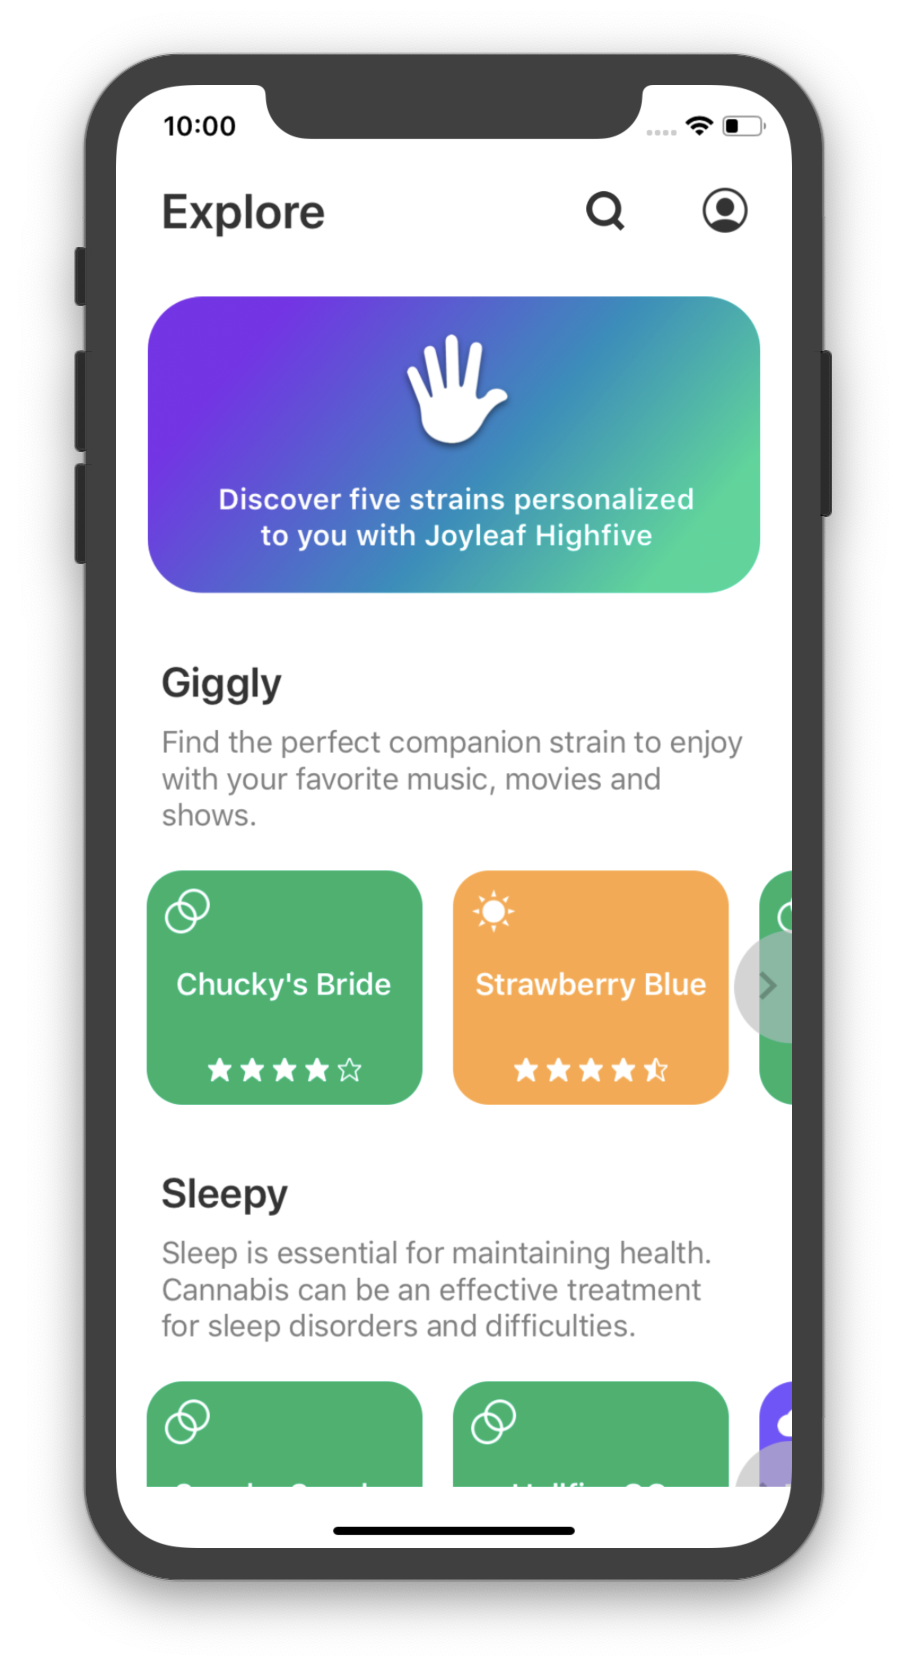 10:00
Explore
Discover five strains personalized
to you with Joyleaf Highfive
Giggly
Find the perfect companion strain to enjoy
with your favorite music, movies and
shows.
Chucky's Bride
Strawberry Blue
Sleepy
Sleep is essential for maintaining health.
Cannabis can be an effective treatment
for sleep disorders and difficulties.